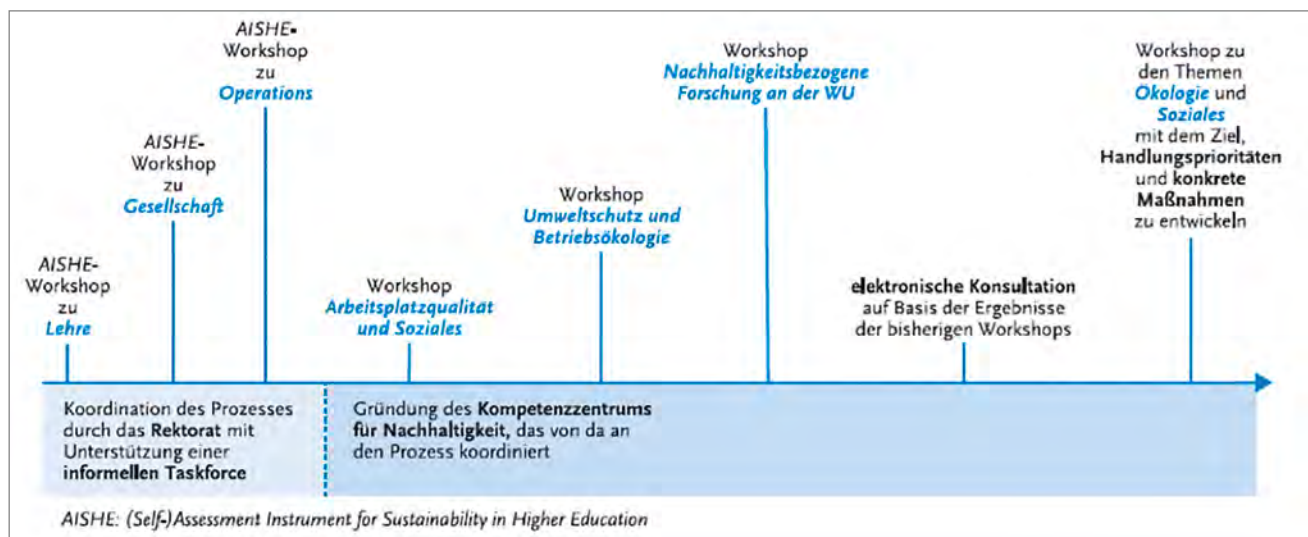 AISHE-
Workshop
zu
Lehre
AISHE-
Workshop
zu
Gesellschaft
AISHE-
Workshop
zu
Operations
Workshop
Arbeitsplatzqualität
und Soziales
Workshop
Umweltschutz und
Betriebsökologie
Workshop
Nachhaltigkeitsbezogene
Forschung an der WU
elektronische Konsultation
auf Basis der Ergebnisse
der bisherigen Workshops
Workshop zu
den Themen
Ökologie und
Soziales
mit dem Ziel,
Handlungsprioritäten
und konkrete
Maßnahmen
zu entwickeln
Koordination des Prozesses
durch das Rektorat mit
Unterstützung einer
informellen Taskforce
Gründung des Kompetenzzentrums
für Nachhaltigkeit, das von da an
den Prozess koordiniert
AISHE: (Self-)Assessment Instrument for Sustainability in Higher Education